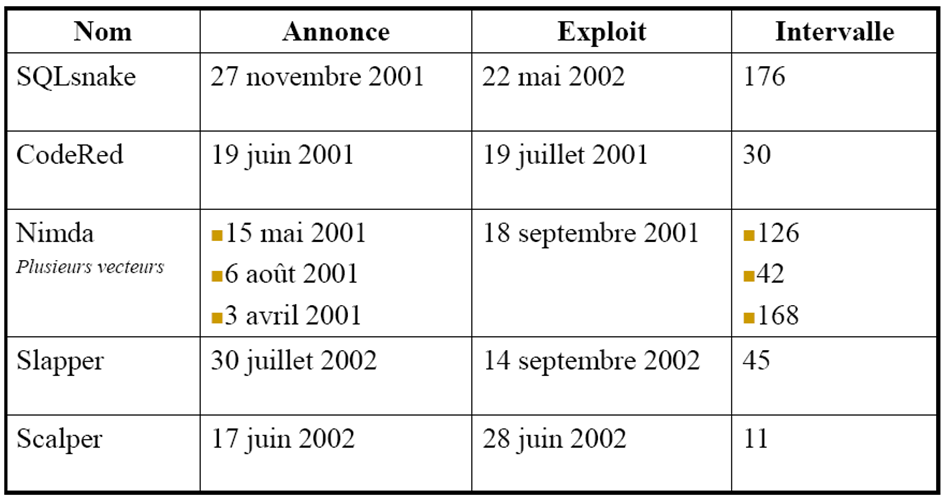 Nom Annonce Exploit Intervalle
SQLsnake 27 novembre 2001 22 mai 2002 176
CodeRed 19 juin 2001 19 juillet 2001 30
Nimda ■15 mai 2001 18 septembre 2001 ■126
Plusieurs vecteurs ■6 août 2001 ■42
■3 avril 2001 ■168
Slapper 30 juillet 2002 14 septembre 2002 45
Scalper 17 juin 2002 28 juin 2002 11